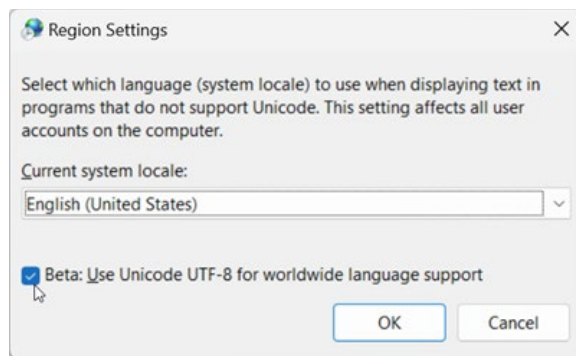 Region Settings
Select which language (system locale) to use when displaying text in
programs that do not support Unicode. This setting affects all user
accounts on the computer.
Current system locale:
English (United States)
Beta: Use Unicode UTF-8 for worldwide language support
OK Cancel